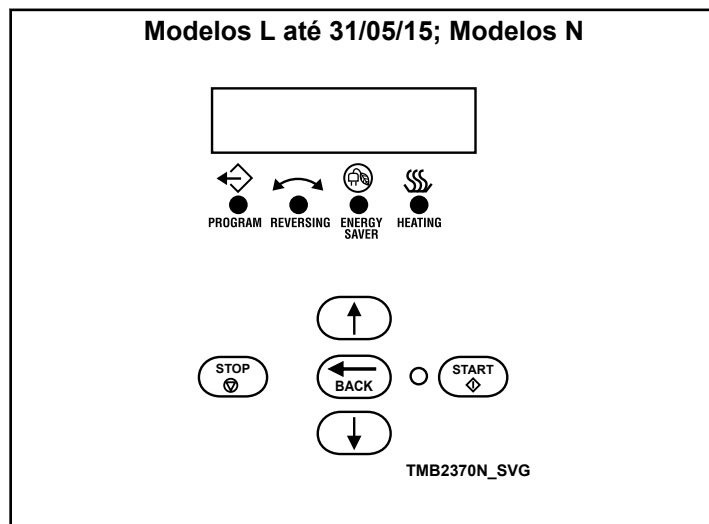 Modelos L até 31/05/15; Modelos N
PROGRAM REVERSING ENERGY SAVER HEATING
STOP
BACK
START
TMB2370N_SVG